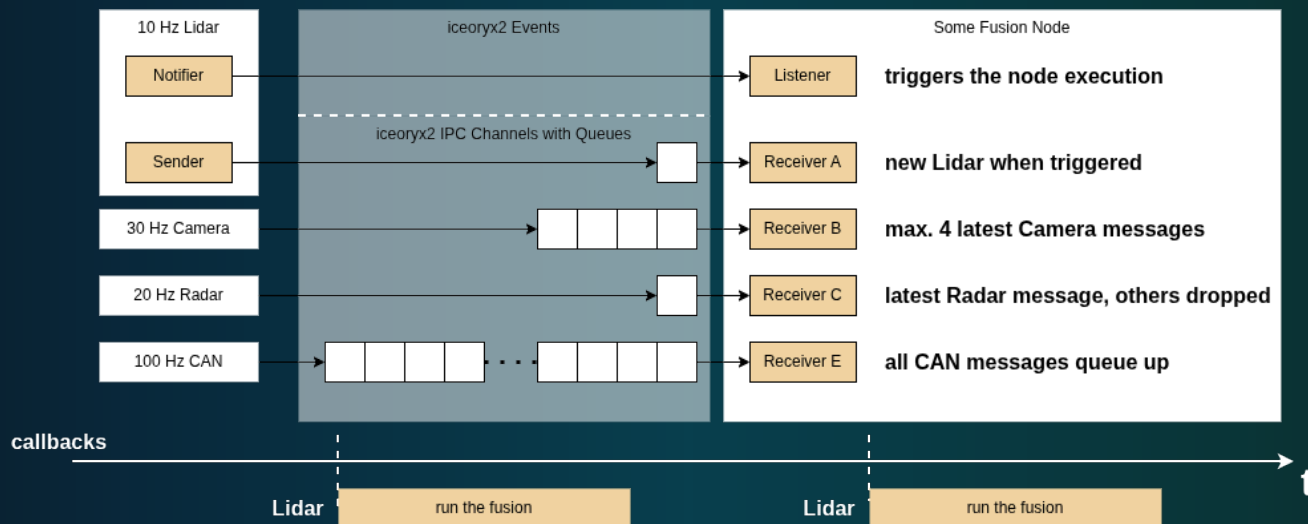 10 Hz Lidar
iceoryx2 Events
Some Fusion Node
Notifier
Listener
triggers the node execution
iceoryx2 IPC Channels with Queues
Sender
Receiver A
new Lidar when triggered
30 Hz Camera
Receiver B
max. 4 latest Camera messages
20 Hz Radar
Receiver C
latest Radar message, others dropped
100 Hz CAN
Receiver E
all CAN messages queue up
callbacks
t
Lidar
run the fusion
Lidar
run the fusion